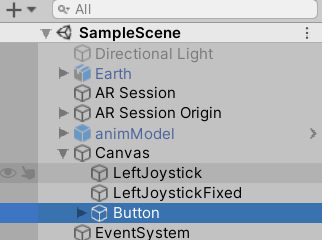 All
SampleScene
Directional Light
Earth
AR Session
AR Session Origin
animModel
Canvas
LeftJoystick
LeftJoystickFixed
Button
EventSystem